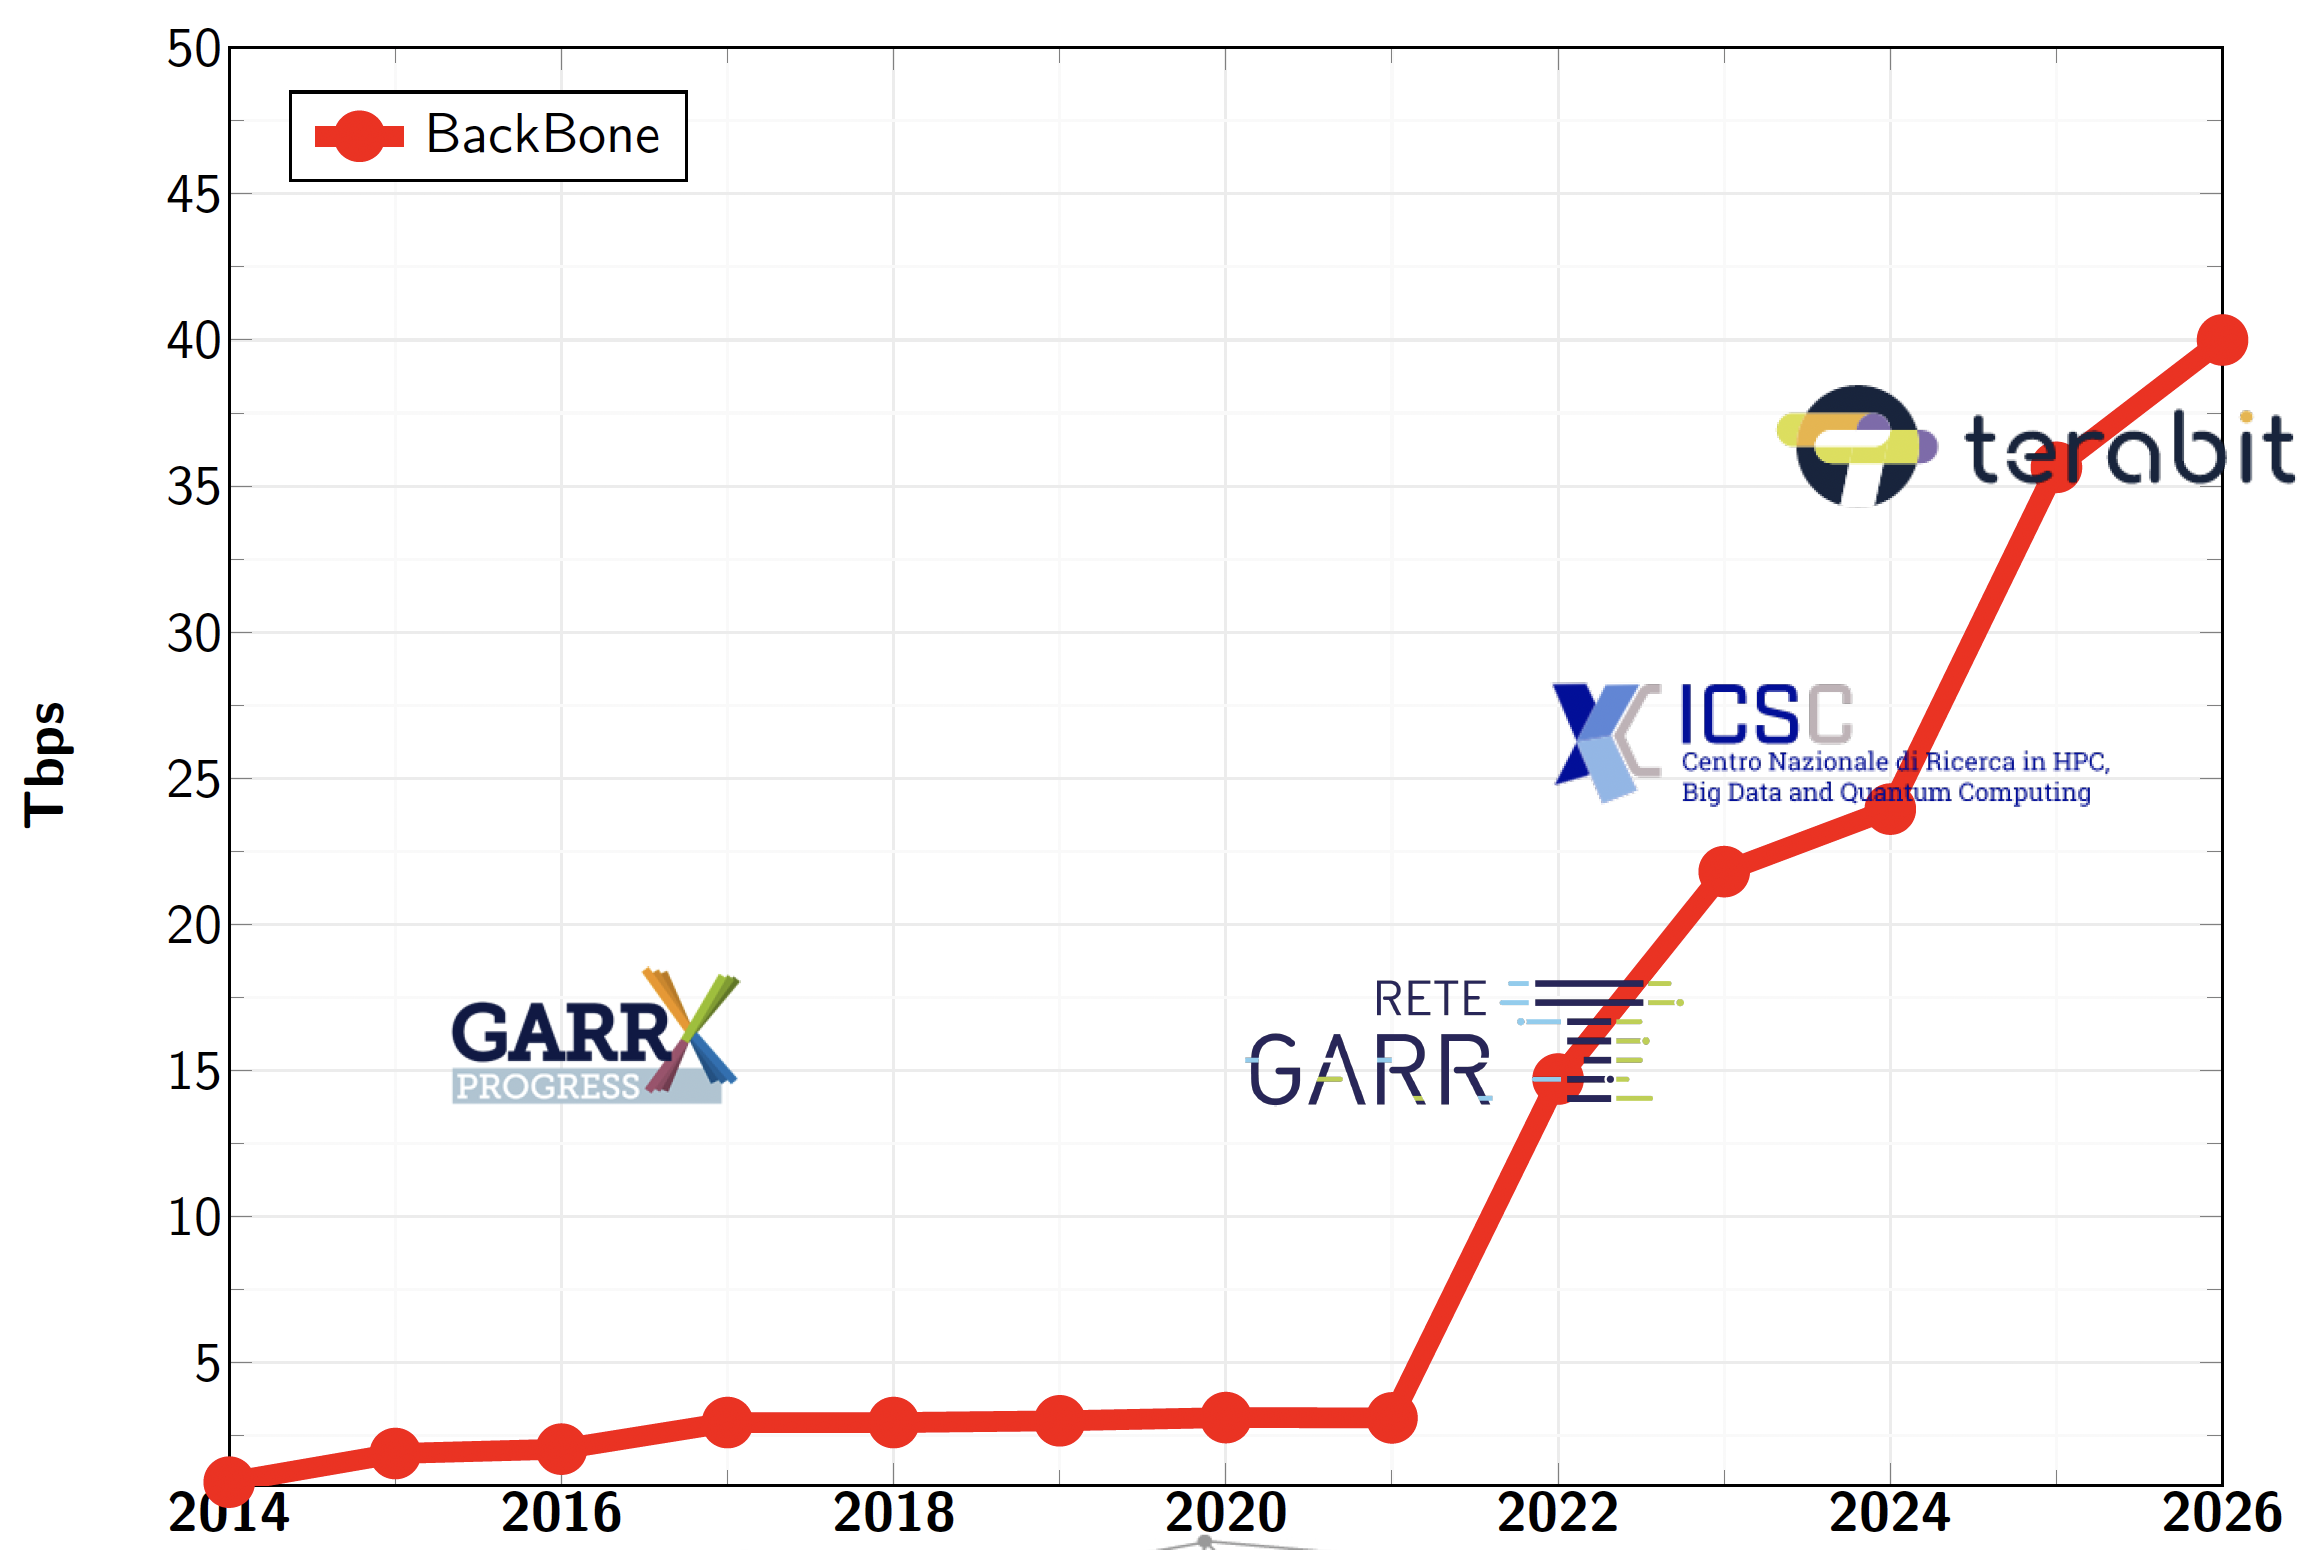 50
BackBone
45
40
terabit
35
30
ICSC
Tbps
Centro Nazionale di Ricerca in HPC,
25
Big Data and Quantum Computing
20
RETE
GARRX
GARR
15
PROGRESS
10
5
2014 2016 2018 2020 2022 2024 2026